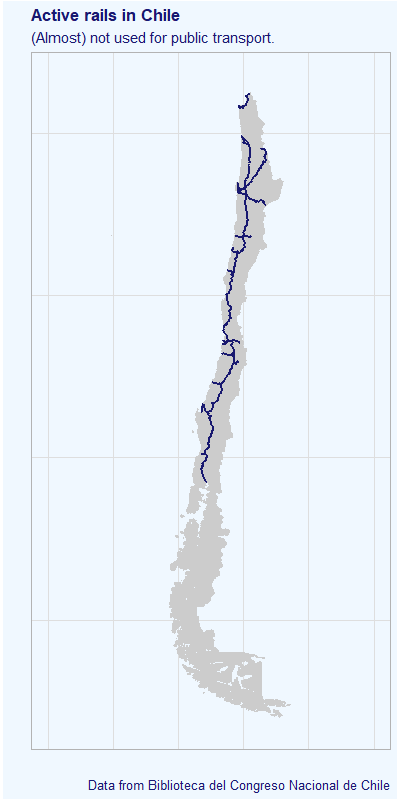 Active rails in Chile
(Almost) not used for public transport.
Data from Biblioteca del Congreso Nacional de Chile